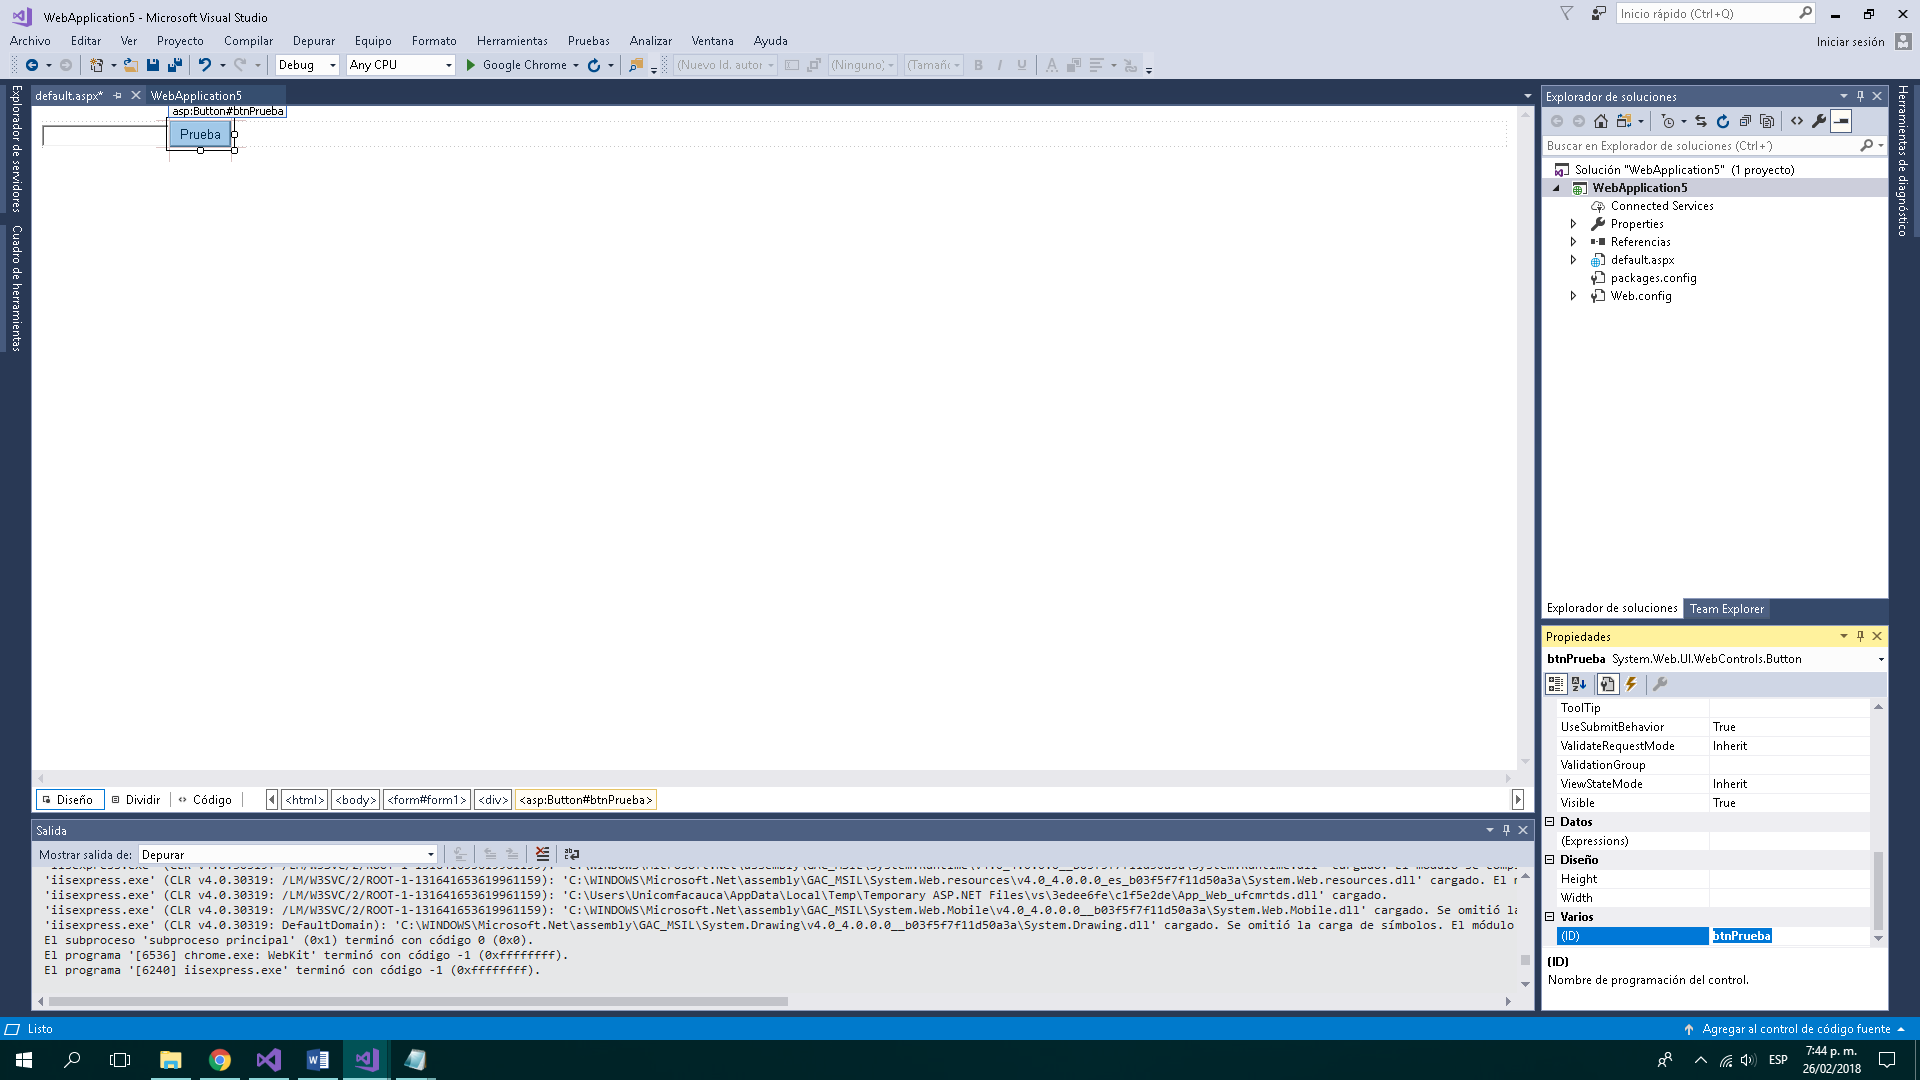 WebApplication5 - Microsoft Visual Studio
Inicio rápido (Ctrl+Q)
Archivo Editar Ver Proyecto Compilar Depurar Equipo Formato Herramientas Pruebas Analizar Ventana Ayuda
Iniciar sesión
Debug Any CPU Google Chrome (Nuevo Id. autor (Ninguno) (Tamañc B I U A
Explorador de servidores
Cuadro de herramientas
default.aspx* WebApplication5
asp:Button#btnPrueba
Prueba
Diseño Dividir Código <html> <body> <form#form1> <div> <asp:Button#btnPrueba>
Salida
Mostrar salida de: Depurar
'iisexpress.exe' (CLR v4.0.30319: /LM/W3SVC/2/ROOT-1-131641653619961159): 'C:\WINDOWS\Microsoft.Net\assembly\GAC_MSIL\System.Web.resources\v4.0_4.0.0.0_es_b03f5f7f11d50a3a\System.Web.resources.dll' cargado. El
'iisexpress.exe' (CLR v4.0.30319: /LM/W3SVC/2/ROOT-1-131641653619961159): 'C:\Users\Unicomfacauca\AppData\Local\Temp\Temporary ASP.NET Files\vs\3edee6fe\c1f5e2de\App_Web_ufcmrtds.dll' cargado.
'iisexpress.exe' (CLR v4.0.30319: /LM/W3SVC/2/ROOT-1-131641653619961159): 'C:\WINDOWS\Microsoft.Net\assembly\GAC_MSIL\System.Web.Mobile\v4.0_4.0.0.0__b03f5f7f11d50a3a\System.Web.Mobile.dll' cargado. Se omitió la
'iisexpress.exe' (CLR v4.0.30319: DefaultDomain): 'C:\WINDOWS\Microsoft.Net\assembly\GAC_MSIL\System.Drawing\v4.0_4.0.0.0__b03f5f7f11d50a3a\System.Drawing.dll' cargado. Se omitió la carga de símbolos. El módulo
El subproceso 'subproceso principal' (0x1) terminó con código 0 (0x0).
El programa '[6536] chrome.exe: WebKit' terminó con código -1 (0xffffffff).
El programa '[6240] iisexpress.exe' terminó con código -1 (0xffffffff).
Explorador de soluciones
Buscar en Explorador de soluciones (Ctrl+´)
Solución "WebApplication5" (1 proyecto)
WebApplication5
Connected Services
Properties
Referencias
default.aspx
packages.config
Web.config
Explorador de soluciones Team Explorer
Herramientas de diagnóstico
Propiedades
btnPrueba System.Web.UI.WebControls.Button
ToolTip
UseSubmitBehavior True
ValidateRequestMode Inherit
ValidationGroup
ViewStateMode Inherit
Visible True
Datos
(Expressions)
Diseño
Height
Width
Varios
(ID) btnPrueba
(ID)
Nombre de programación del control.
Listo
Agregar al control de código fuente
ESP
7:44 p. m.
26/02/2018